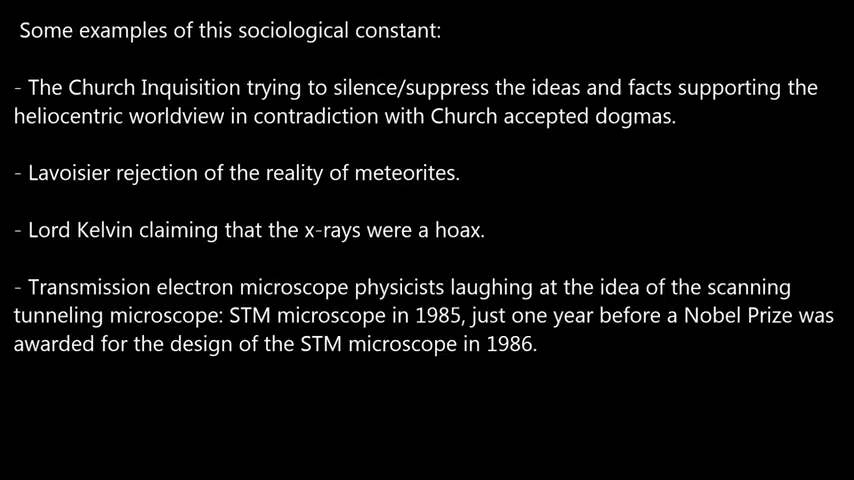 Some examples of this sociological constant:
- The Church Inquisition trying to silence/suppress the ideas and facts supporting the
heliocentric worldview in contradiction with Church accepted dogmas.
- Lavoisier rejection of the reality of meteorites.
- Lord Kelvin claiming that the x-rays were a hoax.
- Transmission electron microscope physicists laughing at the idea of the scanning
tunneling microscope: STM microscope in 1985, just one year before a Nobel Prize was
awarded for the design of the STM microscope in 1986.